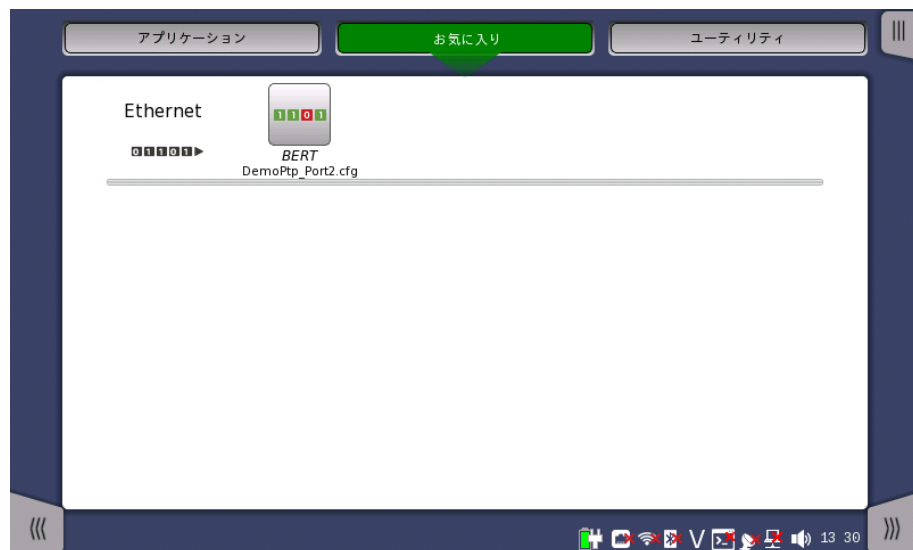 アプリケーション
お気に入り
ユーティリティ
Ethernet
01101
1101
BERT
DemoPtp_Port2.cfg
V
13 30